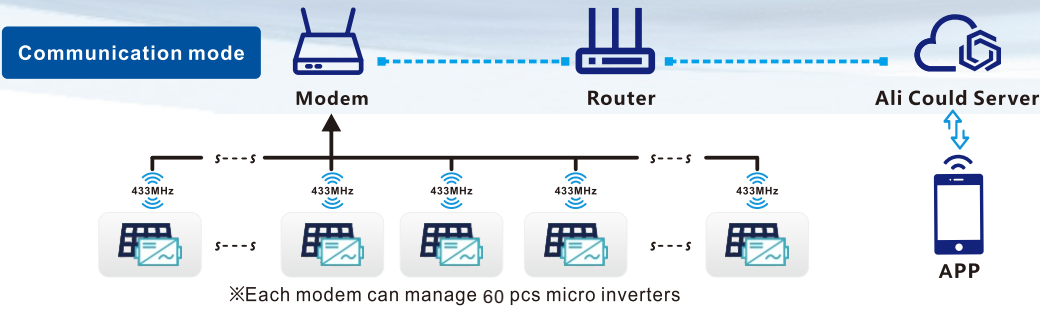 Communication mode
Modem
Router
Ali Could Server
433MHz
433MHz
433MHz
433MHz
433MHz
APP
※Each modem can manage 60 pcs micro inverters